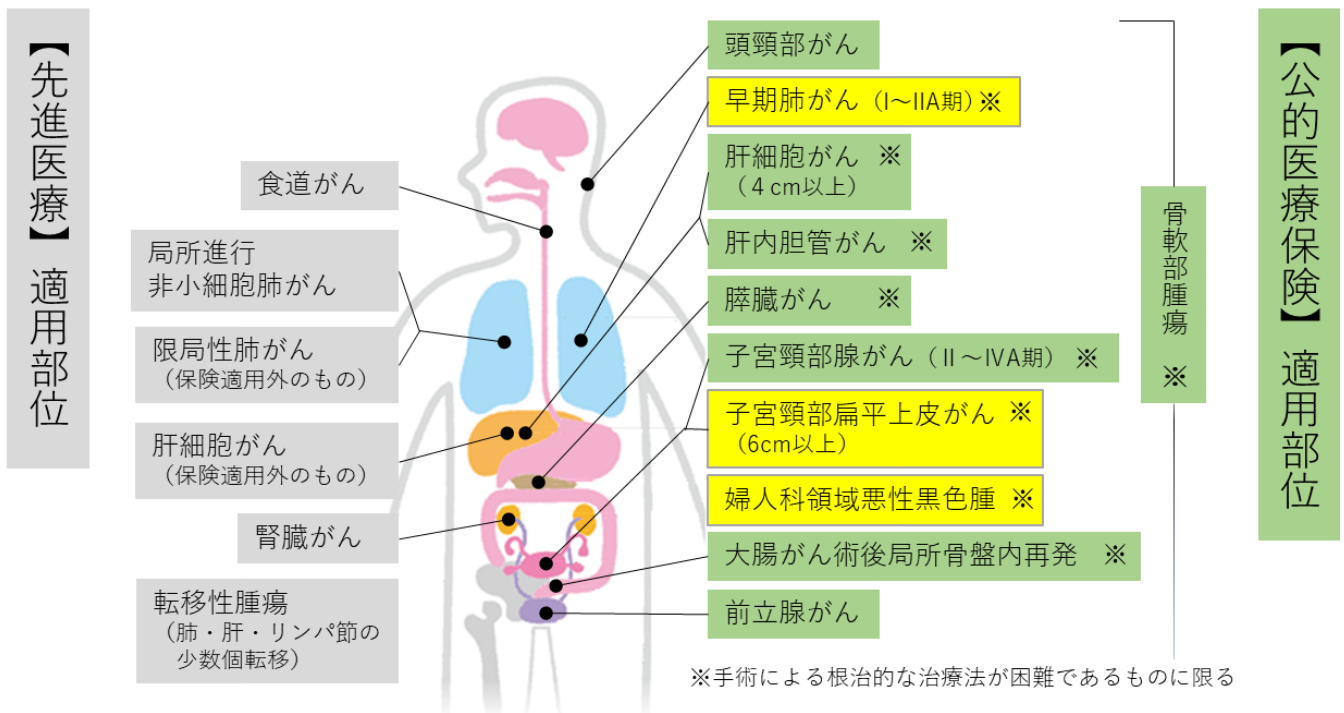 【先進医療】適用部位
食道がん
局所進行
非小細胞肺がん
限局性肺がん
（保険適用外のもの）
肝細胞がん
（保険適用外のもの）
腎臓がん
転移性腫瘍
（肺・肝・リンパ節の
少数個転移）
頭頸部がん
早期肺がん（I～IIA期）※
肝細胞がん ※
（４cm以上）
肝内胆管がん ※
膵臓がん ※
子宮頸部腺がん（Ⅱ～ⅣA期）※
子宮頸部扁平上皮がん ※
（6cm以上）
婦人科領域悪性黒色腫 ※
大腸がん術後局所骨盤内再発 ※
前立腺がん
骨軟部腫瘍 ※
【公的医療保険】適用部位
※手術による根治的な治療法が困難であるものに限る